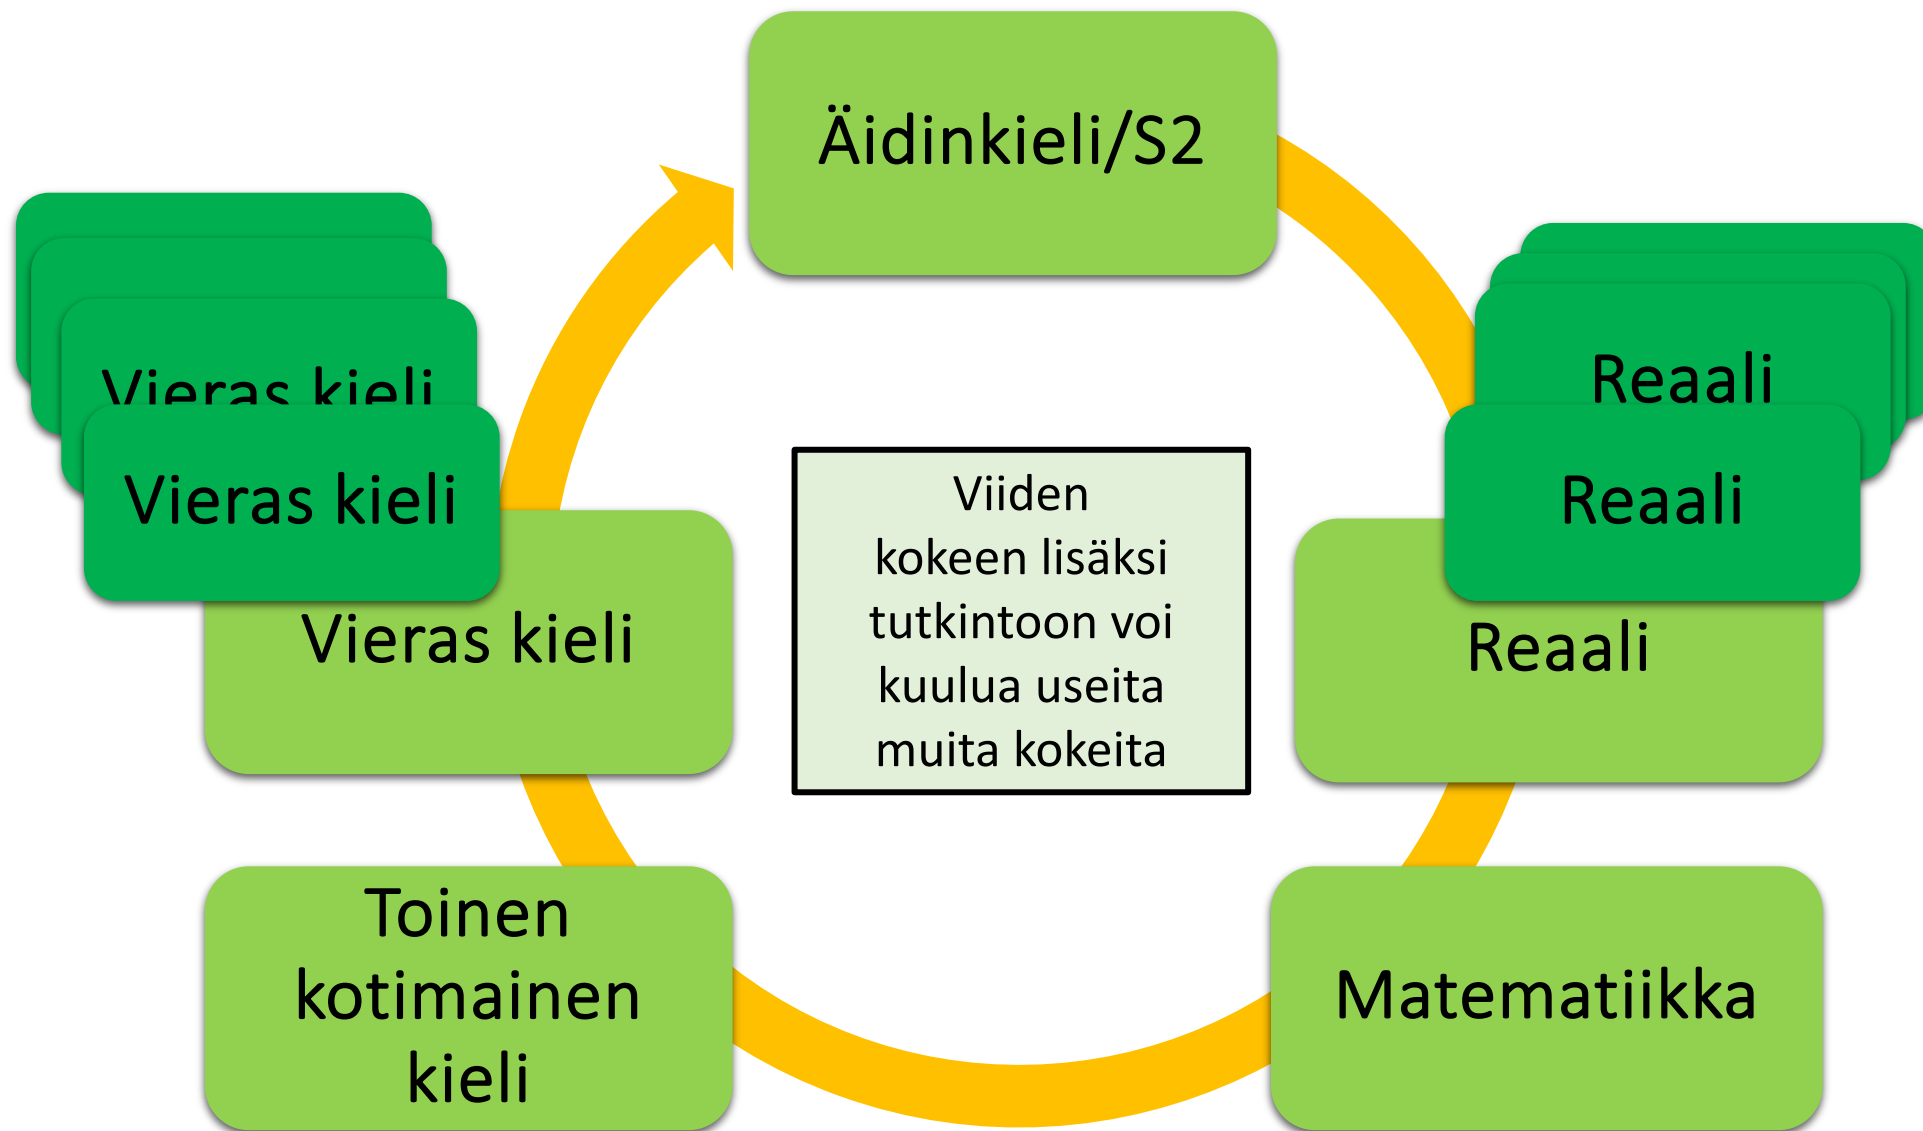 Äidinkieli/S2
Vieras kieli
Vieras kieli
Vieras kieli
Reaali
Reaali
Reaali
Viiden
kokeen lisäksi
tutkintoon voi
kuulua useita
muita kokeita
Toinen
kotimainen
kieli
Matematiikka